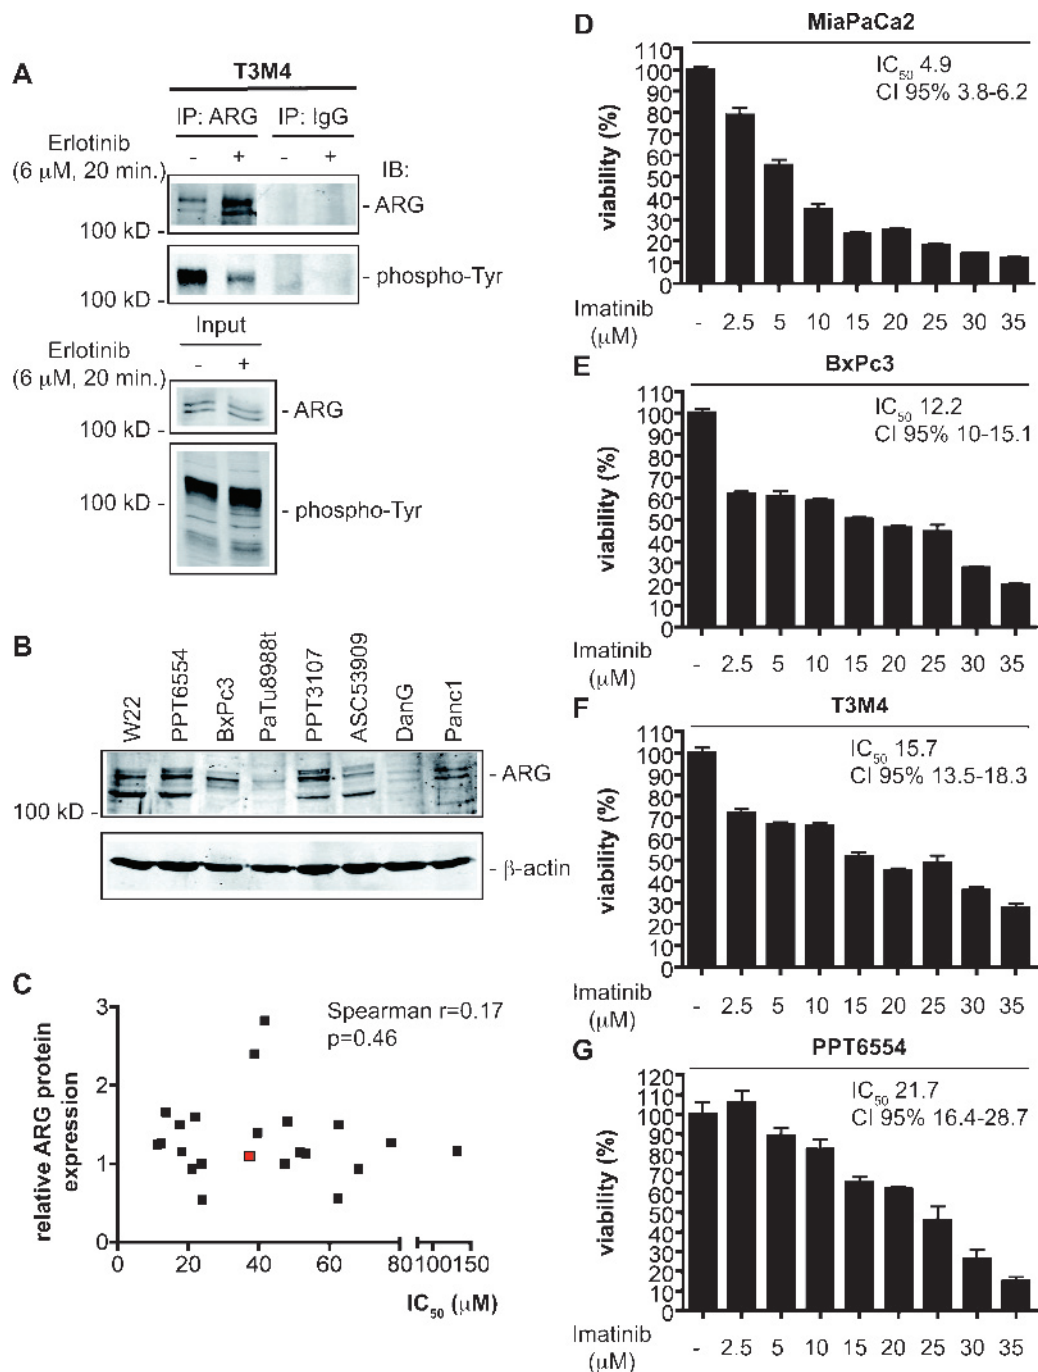 A
T3M4
IP: ARG IP: IgG
Erlotinib
(6 μM, 20 min.) - + - + IB:
- ARG
100 kD -
- phospho-Tyr
100 kD -
Input
Erlotinib
(6 μM, 20 min.) - +
- ARG
100 kD -
100 kD -
- phospho-Tyr
B
W22 PPT6554 BxPc3 PaTu8988t PPT3107 ASC53909 DanG Panc1
- ARG
100 kD -
- β-actin
C
Spearman r=0.17
p=0.46
relative ARG protein
expression
3
2
1
0
0 20 40 60 80 100 150
IC50 (μM)
D
MiaPaCa2
IC50 4.9
CI 95% 3.8-6.2
viability (%)
110
100
90
80
70
60
50
40
30
20
10
0
Imatinib
(μM) - 2.5 5 10 15 20 25 30 35
E
BxPc3
IC50 12.2
CI 95% 10-15.1
viability (%)
110
100
90
80
70
60
50
40
30
20
10
0
Imatinib
(μM) - 2.5 5 10 15 20 25 30 35
F
T3M4
IC50 15.7
CI 95% 13.5-18.3
viability (%)
110
100
90
80
70
60
50
40
30
20
10
0
Imatinib
(μM) - 2.5 5 10 15 20 25 30 35
G
PPT6554
IC50 21.7
CI 95% 16.4-28.7
viability (%)
120
110
100
90
80
70
60
50
40
30
20
10
0
Imatinib
(μM) - 2.5 5 10 15 20 25 30 35